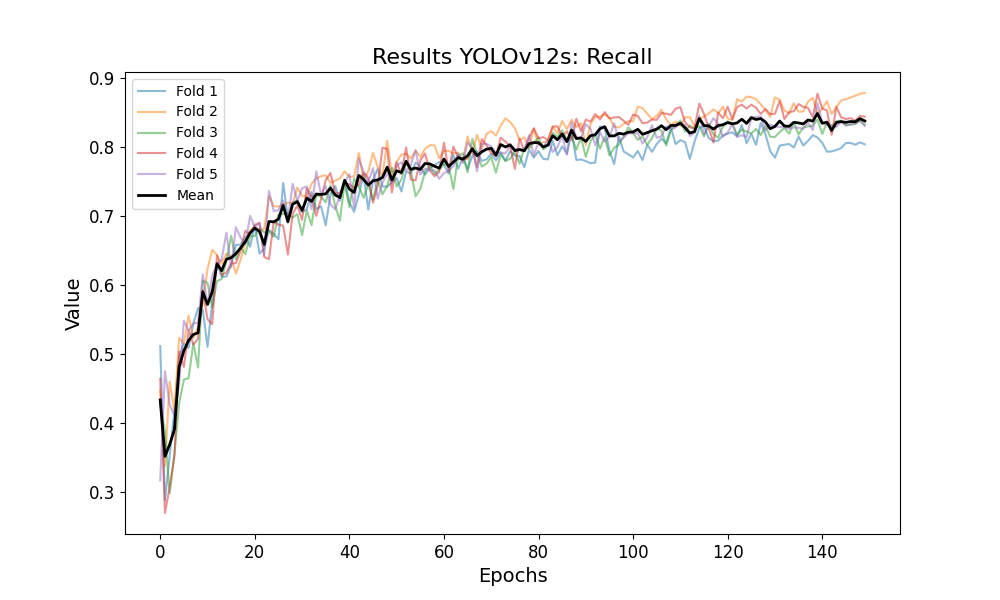 Results YOLOv12s: Recall
Fold 1
Fold 2
Fold 3
Fold 4
Fold 5
Mean
Value
0.9
0.8
0.7
0.6
0.5
0.4
0.3
0 20 40 60 80 100 120 140
Epochs